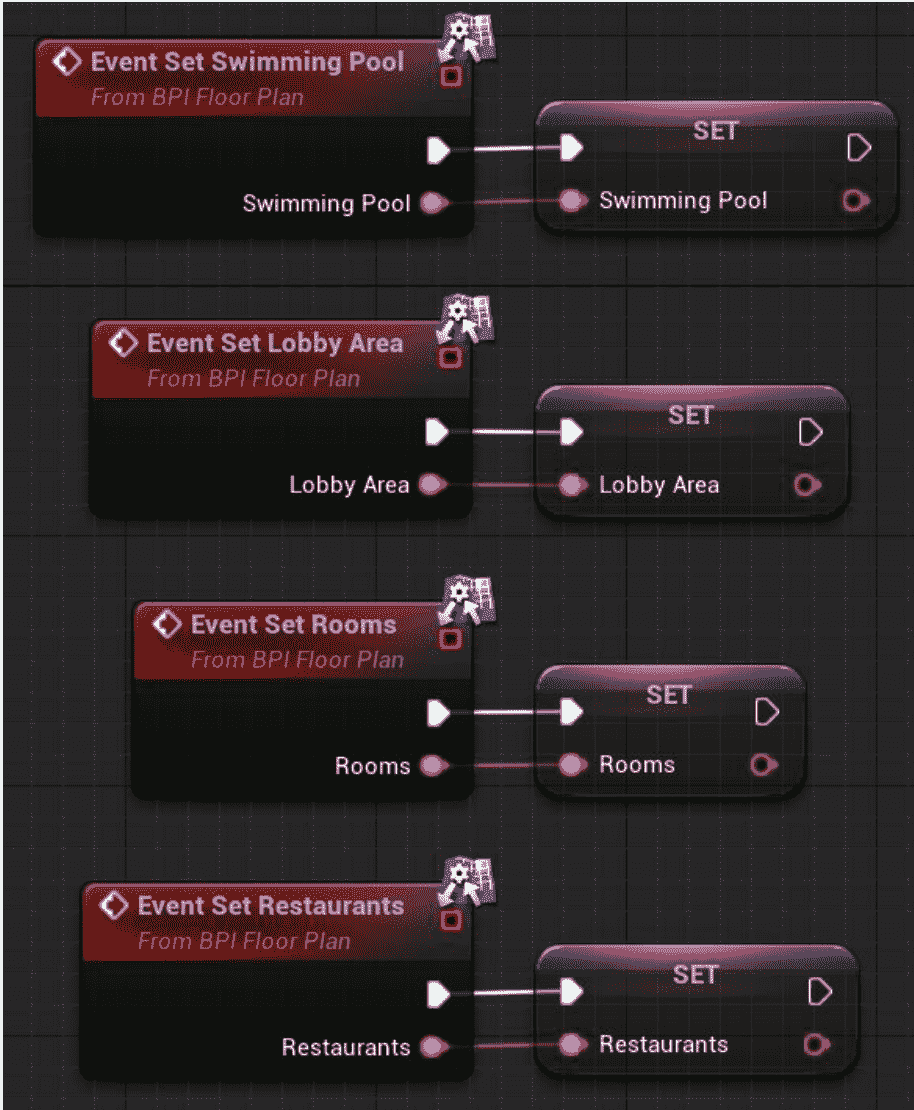 Event Set Swimming Pool
From BPI Floor Plan
SET
Swimming Pool
Swimming Pool
Event Set Lobby Area
From BPI Floor Plan
SET
Lobby Area
Lobby Area
Event Set Rooms
From BPI Floor Plan
SET
Rooms
Rooms
Event Set Restaurants
From BPI Floor Plan
SET
Restaurants
Restaurants